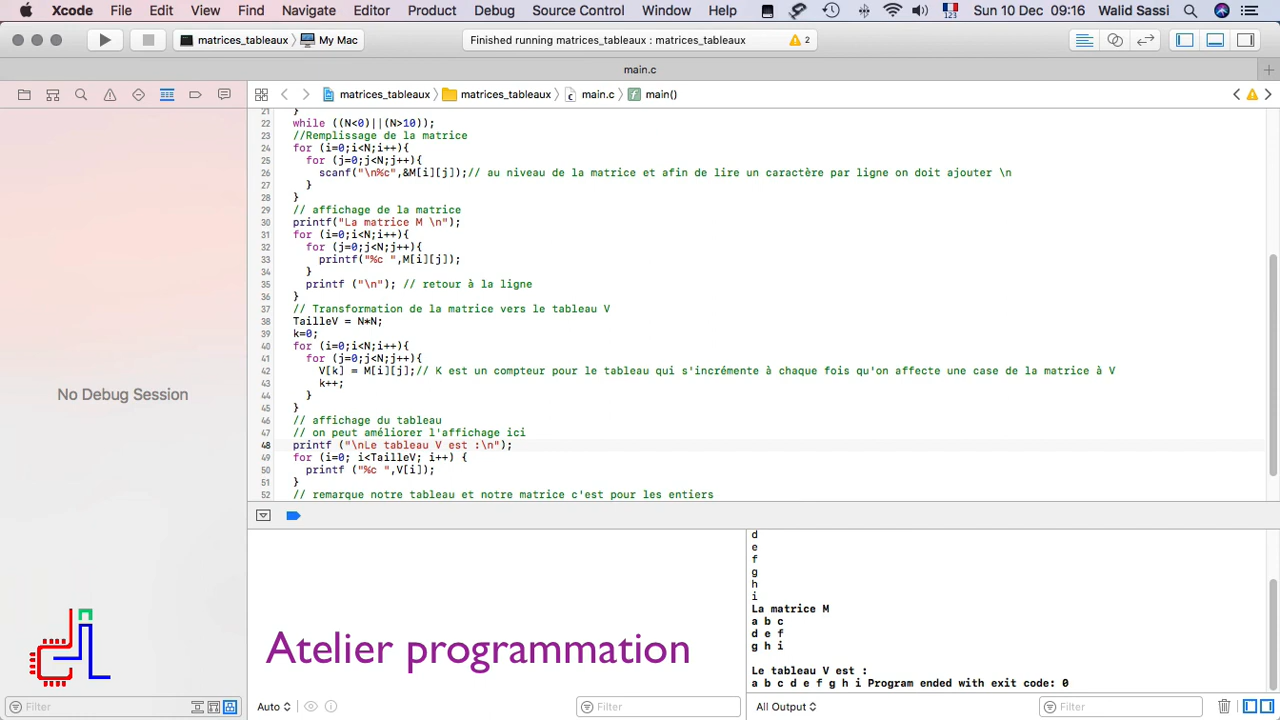 Xcode File Edit View Find Navigate Editor Product Debug Source Control Window Help 123 Sun 10 Dec 09:16 Walid Sassi
matrices_tableaux My Mac Finished running matrices_tableaux : matrices_tableaux 2
main.c
matrices_tableaux matrices_tableaux main.c main()
21 }
22 while ((N<0)||(N>10));
23 //Remplissage de la matrice
24 for (i=0;i<N;i++){
25 for (j=0;j<N;j++){
26 scanf("\n%c",&M[i][j]);// au niveau de la matrice et afin de lire un caractère par ligne on doit ajouter \n
27 }
28 }
29 // affichage de la matrice
30 printf("La matrice M \n");
31 for (i=0;i<N;i++){
32 for (j=0;j<N;j++){
33 printf("%c ",M[i][j]);
34 }
35 printf ("\n"); // retour à la ligne
36 }
37 // Transformation de la matrice vers le tableau V
38 TailleV = N*N;
39 k=0;
40 for (i=0;i<N;i++){
41 for (j=0;j<N;j++){
42 V[k] = M[i][j];// K est un compteur pour le tableau qui s'incrémente à chaque fois qu'on affecte une case de la matrice à V
43 k++;
44 }
45 }
46 // affichage du tableau
47 // on peut améliorer l'affichage ici
48 printf ("\nLe tableau V est :\n");
49 for (i=0; i<TailleV; i++) {
50 printf ("%c ",V[i]);
51 }
52 // remarque notre tableau et notre matrice c'est pour les entiers
No Debug Session
d
e
f
g
h
i
La matrice M
a b c
d e f
g h i
Le tableau V est :
a b c d e f g h i Program ended with exit code: 0
Atelier programmation
Filter Auto Filter All Output Filter